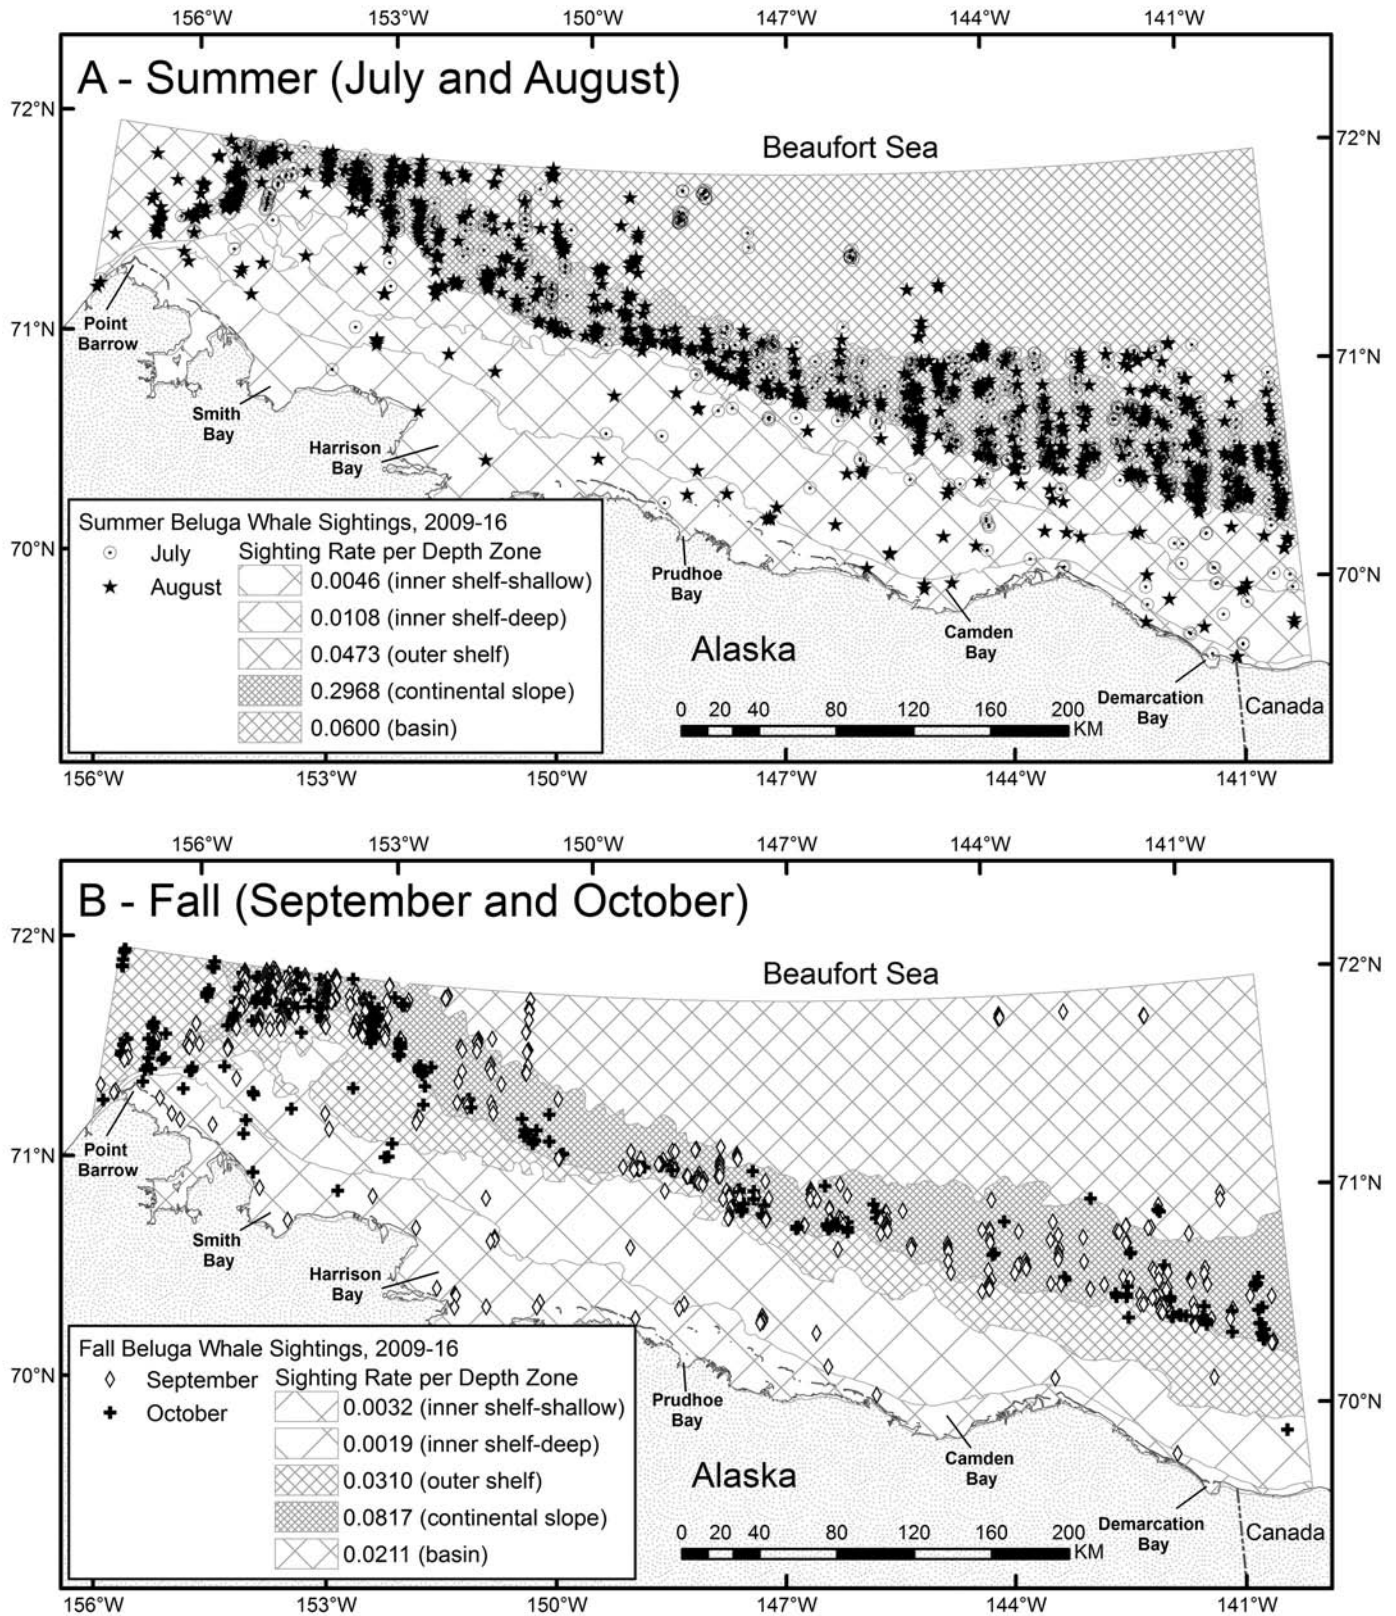 156°W 153°W 150°W 147°W 144°W 141°W
A - Summer (July and August)
72°N
72°N
Beaufort Sea
71°N
71°N
Point
Barrow
Smith
Bay
Harrison
Bay
Summer Beluga Whale Sightings, 2009-16
July
August
Sighting Rate per Depth Zone
0.0046 (inner shelf-shallow)
0.0108 (inner shelf-deep)
0.0473 (outer shelf)
0.2968 (continental slope)
0.0600 (basin)
70°N
70°N
Prudhoe
Bay
Camden
Bay
Alaska
Demarcation
Bay
Canada
0 20 40 80 120 160 200
KM
156°W 153°W 150°W 147°W 144°W 141°W
156°W 153°W 150°W 147°W 144°W 141°W
B - Fall (September and October)
72°N
72°N
Beaufort Sea
71°N
71°N
Point
Barrow
Smith
Bay
Harrison
Bay
Fall Beluga Whale Sightings, 2009-16
September
October
Sighting Rate per Depth Zone
0.0032 (inner shelf-shallow)
0.0019 (inner shelf-deep)
0.0310 (outer shelf)
0.0817 (continental slope)
0.0211 (basin)
70°N
70°N
Prudhoe
Bay
Camden
Bay
Alaska
Demarcation
Bay
Canada
0 20 40 80 120 160 200
KM
156°W 153°W 150°W 147°W 144°W 141°W